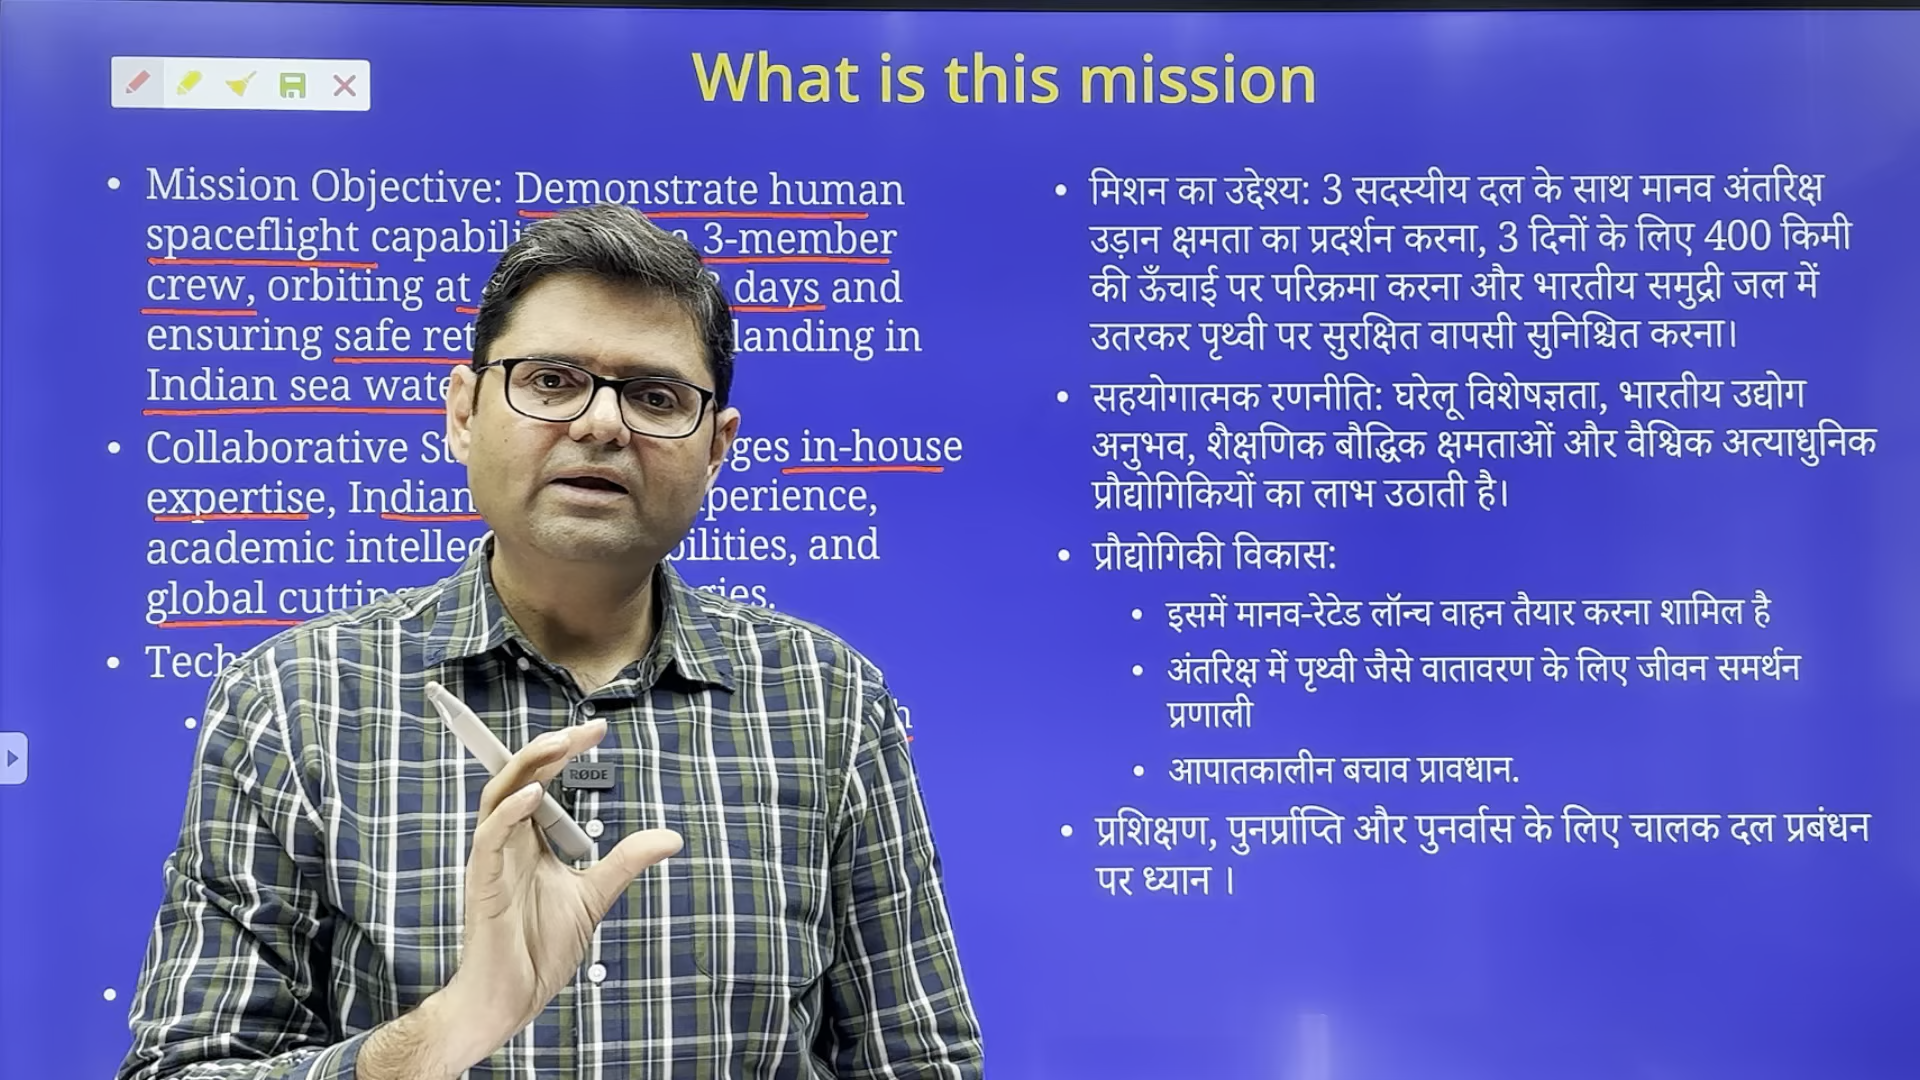 What is this mission
• Mission Objective: Demonstrate human
spaceflight capabili 3-member
crew, orbiting at days and
ensuring safe ret landing in
Indian sea wate
• Collaborative St ges in-house
expertise, Indian perience,
academic intellec bilities, and
global cutting gies.
• Tech
• मिशन का उद्देश्य: 3 सदस्यीय दल के साथ मानव अंतरिक्ष
उड़ान क्षमता का प्रदर्शन करना, 3 दिनों के लिए 400 किमी
की ऊँचाई पर परिक्रमा करना और भारतीय समुद्री जल में
उतरकर पृथ्वी पर सुरक्षित वापसी सुनिश्चित करना।
• सहयोगात्मक रणनीति: घरेलू विशेषज्ञता, भारतीय उद्योग
अनुभव, शैक्षणिक बौद्धिक क्षमताओं और वैश्विक अत्याधुनिक
प्रौद्योगिकियों का लाभ उठाती है।
• प्रौद्योगिकी विकास:
• इसमें मानव-रेटेड लॉन्च वाहन तैयार करना शामिल है
• अंतरिक्ष में पृथ्वी जैसे वातावरण के लिए जीवन समर्थन
प्रणाली
• आपातकालीन बचाव प्रावधान.
• प्रशिक्षण, पुनर्प्राप्ति और पुनर्वास के लिए चालक दल प्रबंधन
पर ध्यान ।
RØDE